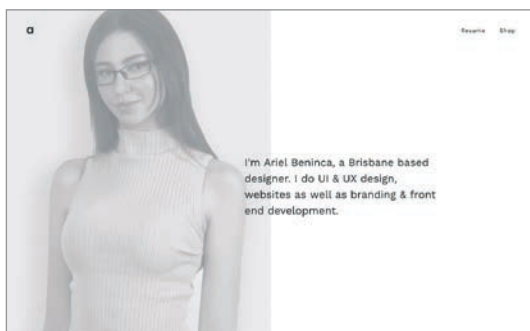 a
Resume Shop
I'm Ariel Beninca, a Brisbane based
designer. I do UI & UX design,
websites as well as branding & front
end development.